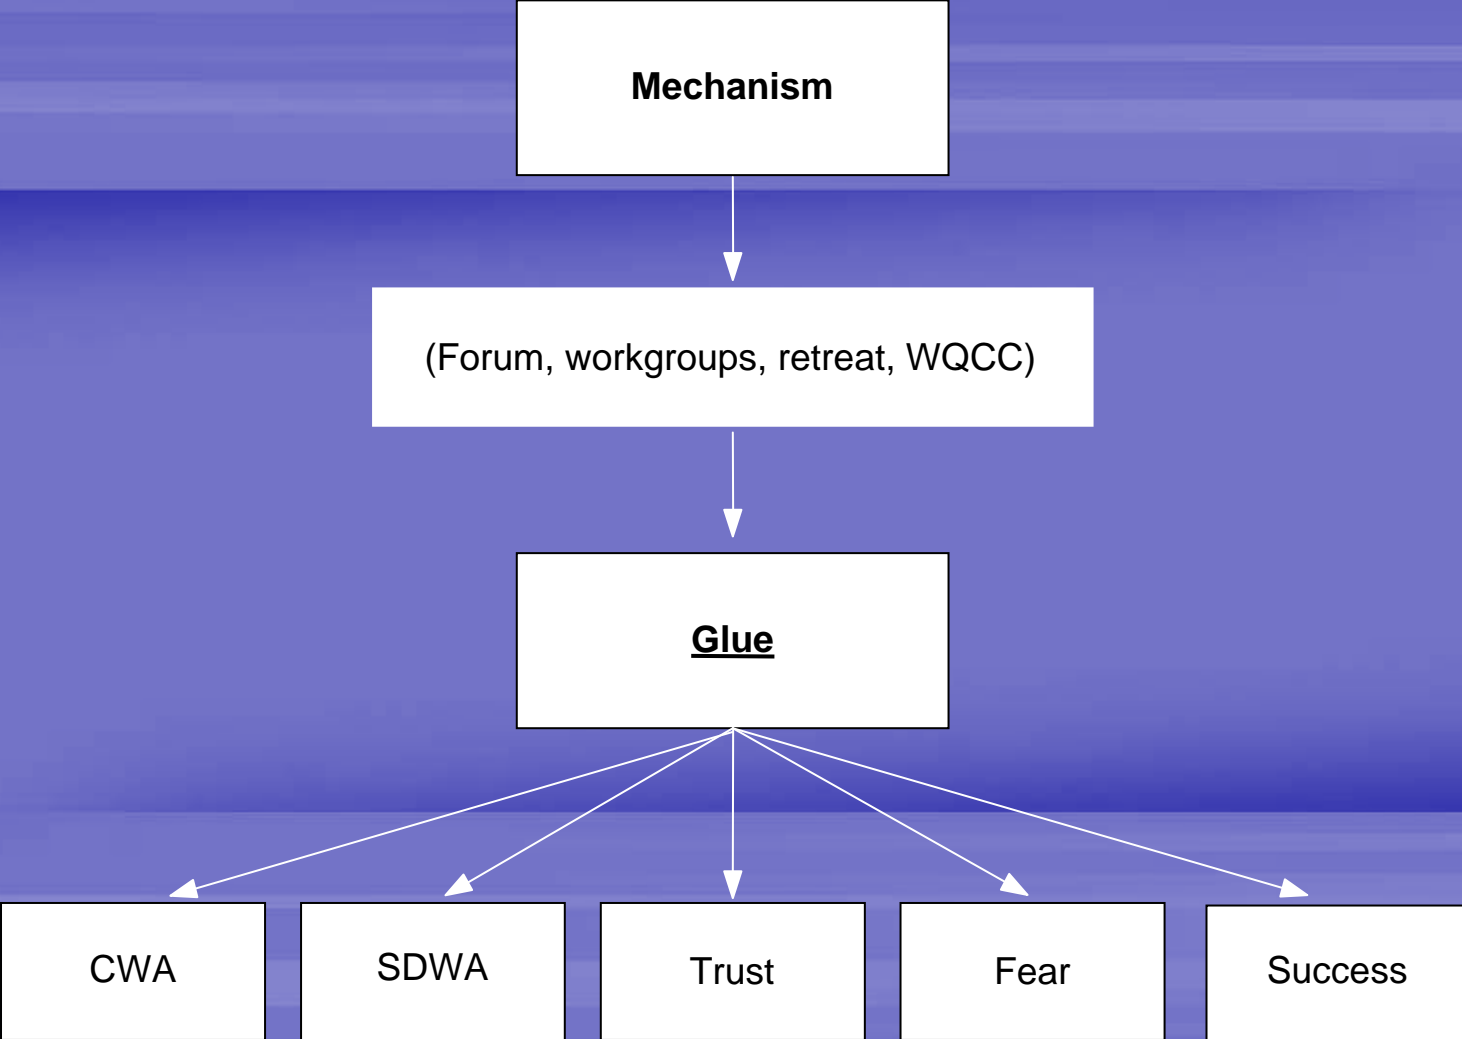 Mechanism
(Forum, workgroups, retreat, WQCC)
Glue
CWA
SDWA
Trust
Fear
Success